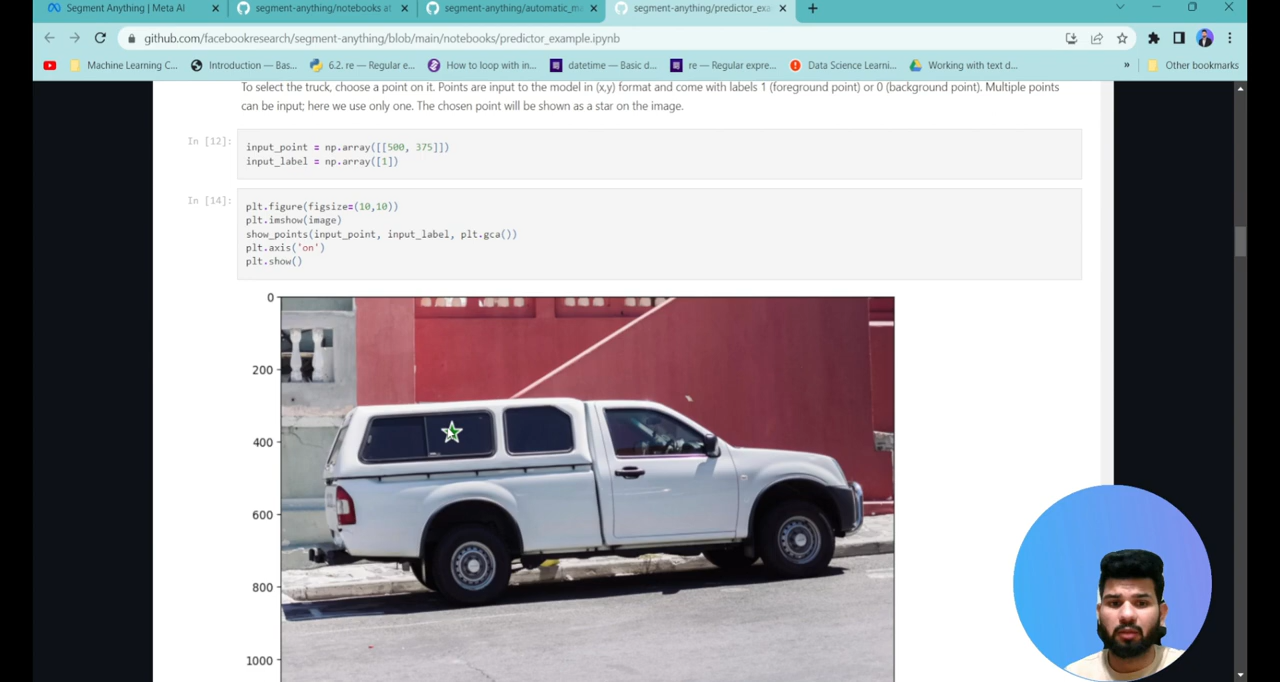 Segment Anything | Meta AI
segment-anything/notebooks at
segment-anything/automatic_ma
segment-anything/predictor_exa
github.com/facebookresearch/segment-anything/blob/main/notebooks/predictor_example.ipynb
Machine Learning C...
Introduction — Bas...
6.2. re — Regular e...
How to loop with in...
datetime — Basic d...
re — Regular expre...
Data Science Learni...
Working with text d...
»
Other bookmarks
To select the truck, choose a point on it. Points are input to the model in (x,y) format and come with labels 1 (foreground point) or 0 (background point). Multiple points
can be input; here we use only one. The chosen point will be shown as a star on the image.
In [12]:
input_point = np.array([[500, 375]])
input_label = np.array([1])
In [14]:
plt.figure(figsize=(10,10))
plt.imshow(image)
show_points(input_point, input_label, plt.gca())
plt.axis('on')
plt.show()
0
200
400
600
800
1000